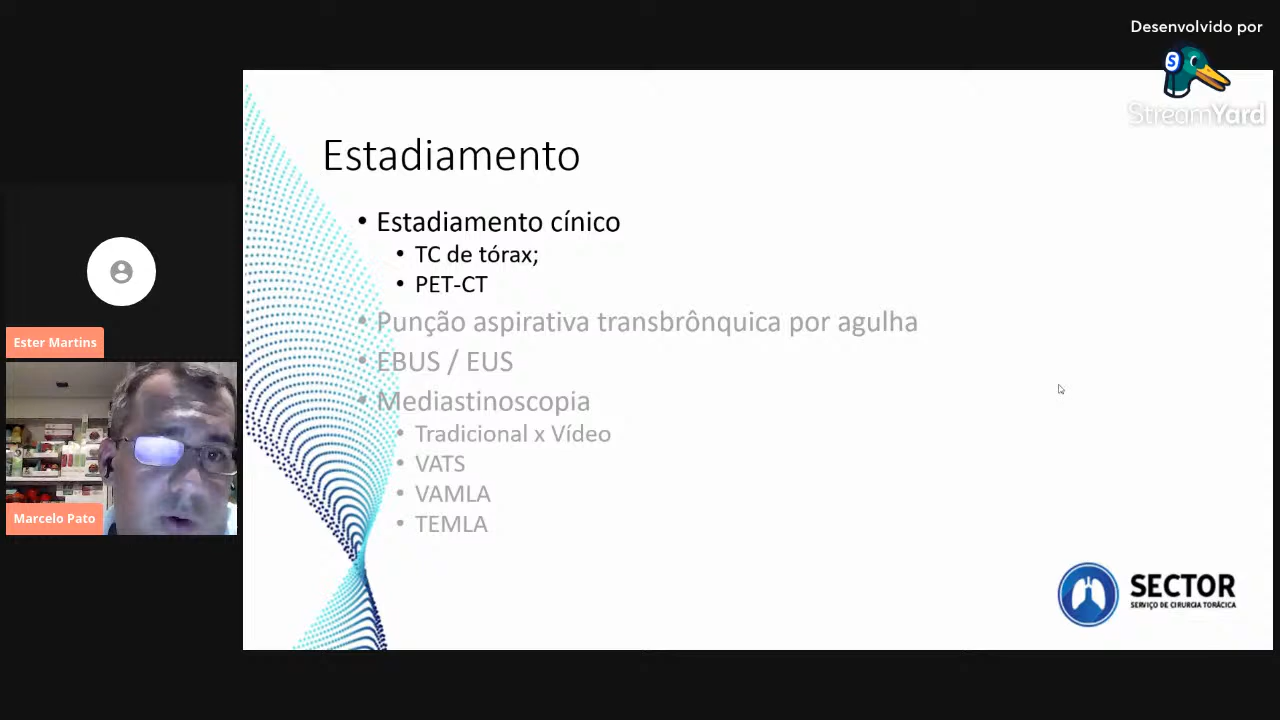 Desenvolvido por
S
StreamYard
Estadiamento
• Estadiamento cínico
• TC de tórax;
• PET-CT
• Punção aspirativa transbrônquica por agulha
• EBUS / EUS
• Mediastinoscopia
• Tradicional x Vídeo
• VATS
• VAMLA
• TEMLA
Ester Martins
Marcelo Pato
SECTOR
SERVIÇO DE CIRURGIA TORÁCICA